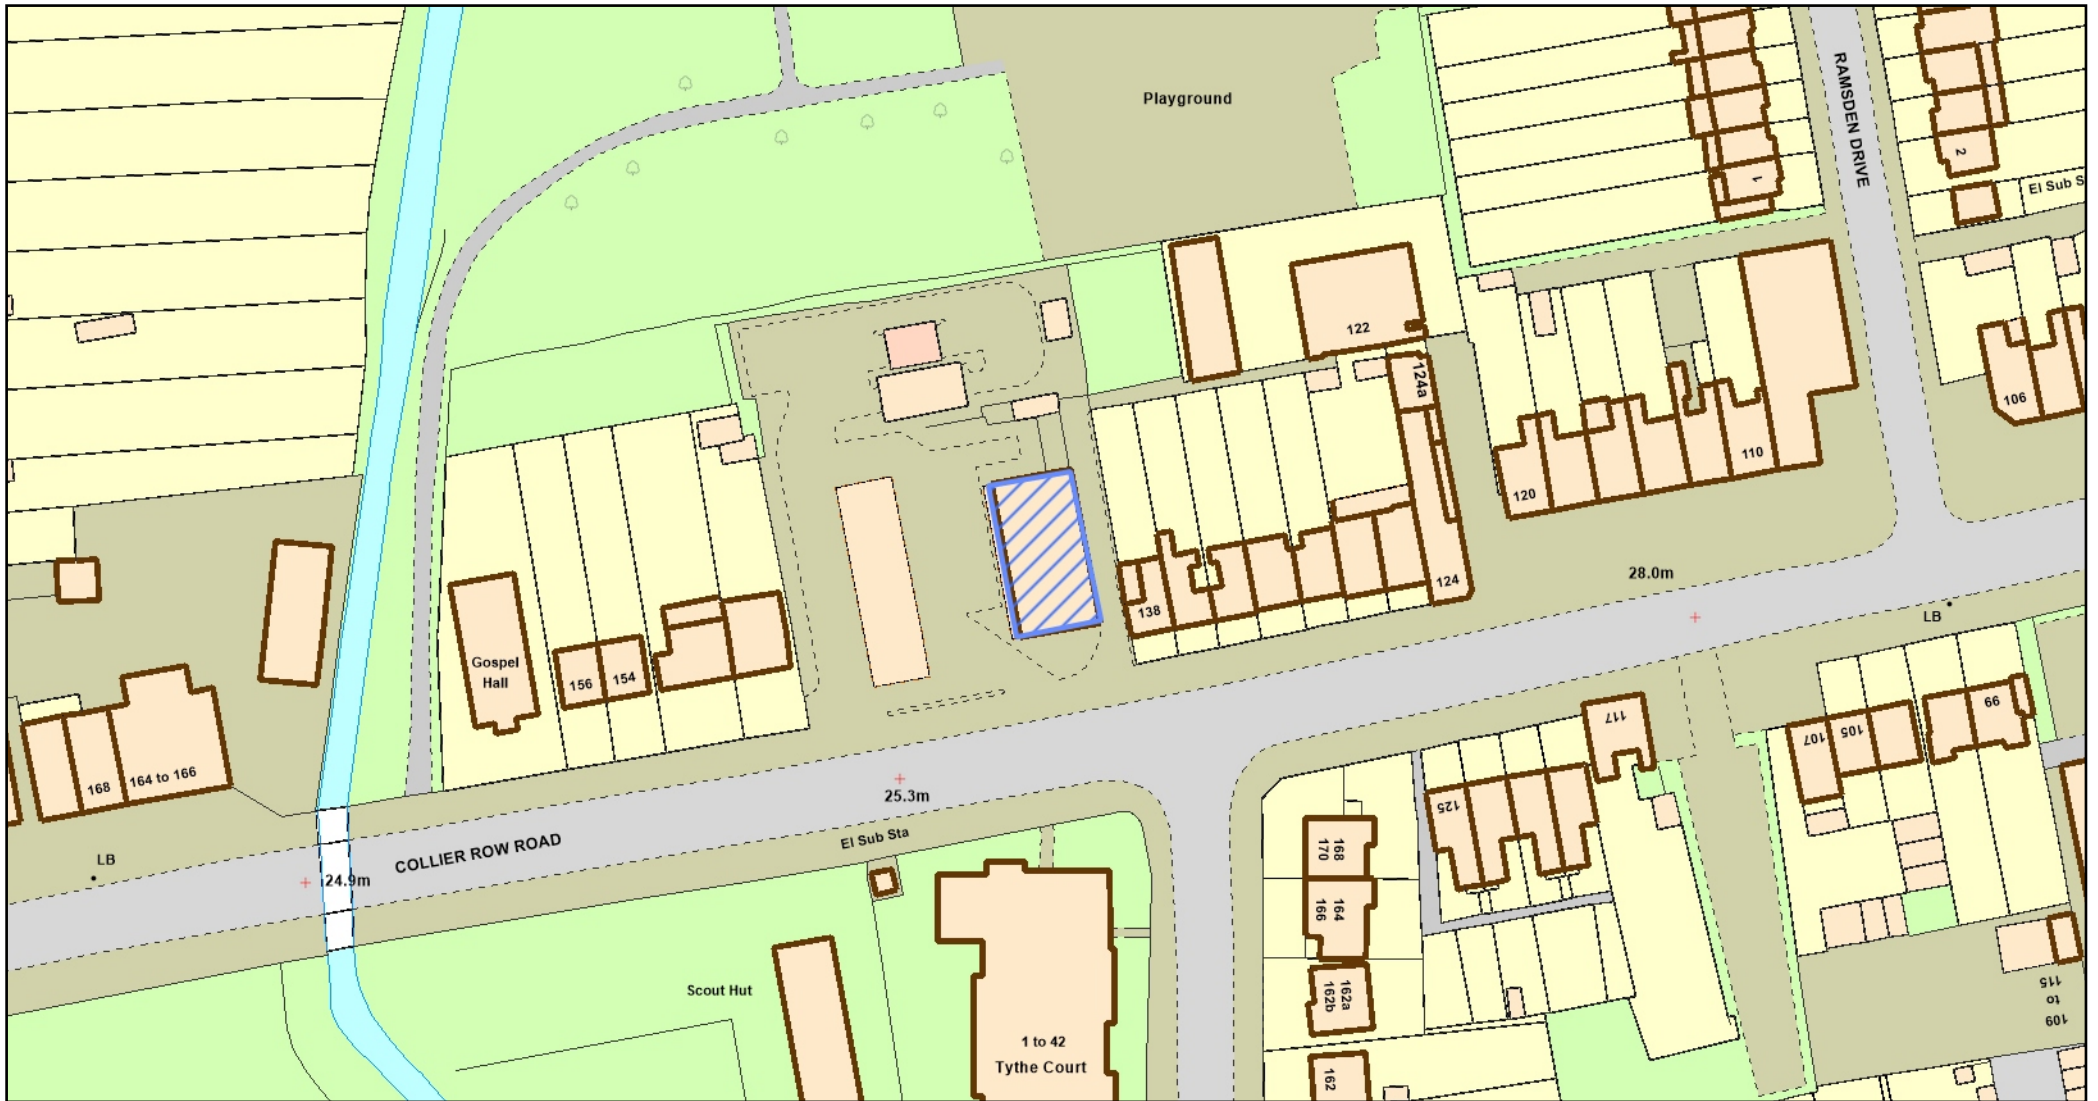 Playground
RAMSDEN DRIVE
2
1
El Sub S
122
124a
106
110
120
28.0m
138
124
LB
Gospel
Hall
156
154
168
164 to 166
117
99
107
105
125
25.3m
El Sub Sta
COLLIER ROW ROAD
LB
24.9m
168
170
164
166
162a
162b
162
Scout Hut
1 to 42
Tythe Court
115
to
109